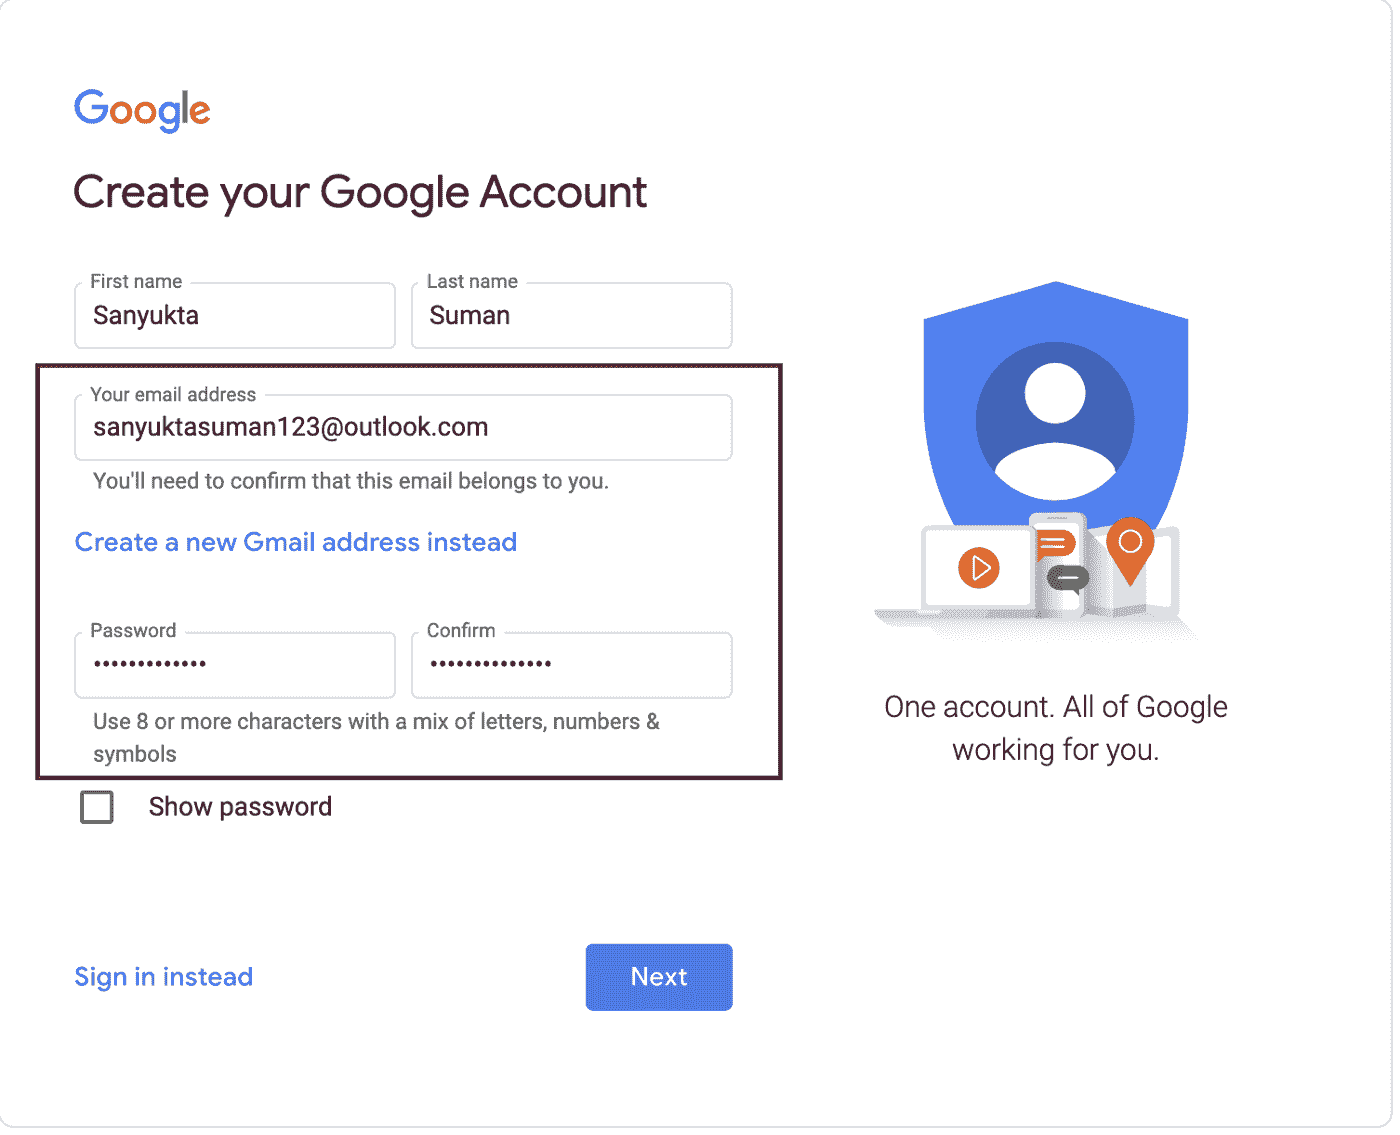 Google
Create your Google Account
First name
Last name
Sanyukta
Suman
Your email address
sanyuktasuman123@outlook.com
You'll need to confirm that this email belongs to you.
Create a new Gmail address instead
Password
Confirm
•••••••••••••
••••••••••••••
Use 8 or more characters with a mix of letters, numbers &
symbols
Show password
Sign in instead
Next
One account. All of Google
working for you.